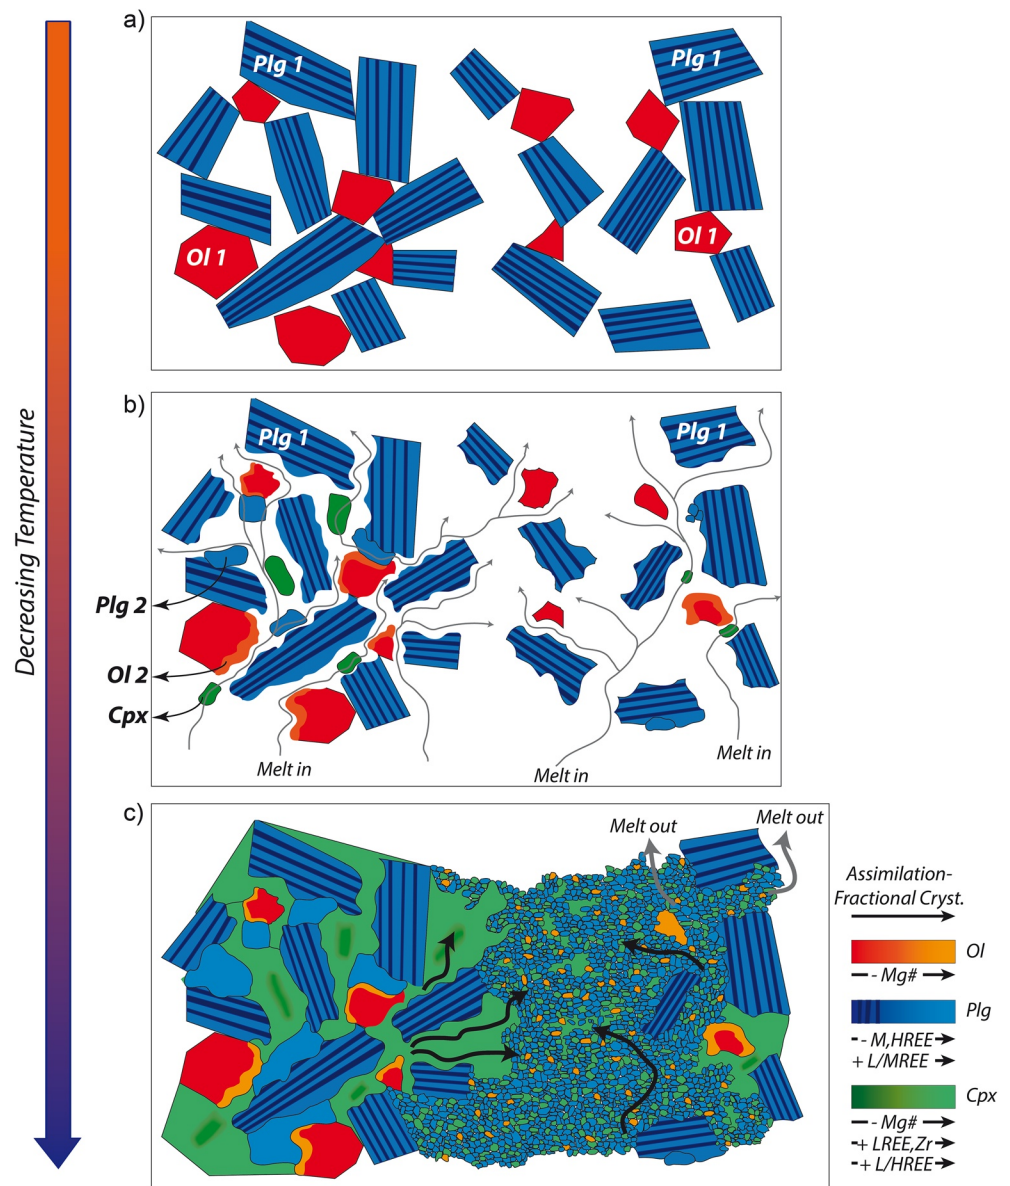 a)
Plg 1
Plg 1
Ol 1
Ol 1
Decreasing Temperature
b)
Plg 1
Plg 1
Plg 2
Ol 2
Cpx
Melt in
Melt in
Melt in
c)
Melt out
Melt out
Assimilation-
Fractional Cryst.
Ol
- Mg#
Plg
- M,HREE
+ L/MREE
Cpx
- Mg#
+ LREE,Zr
+ L/HREE